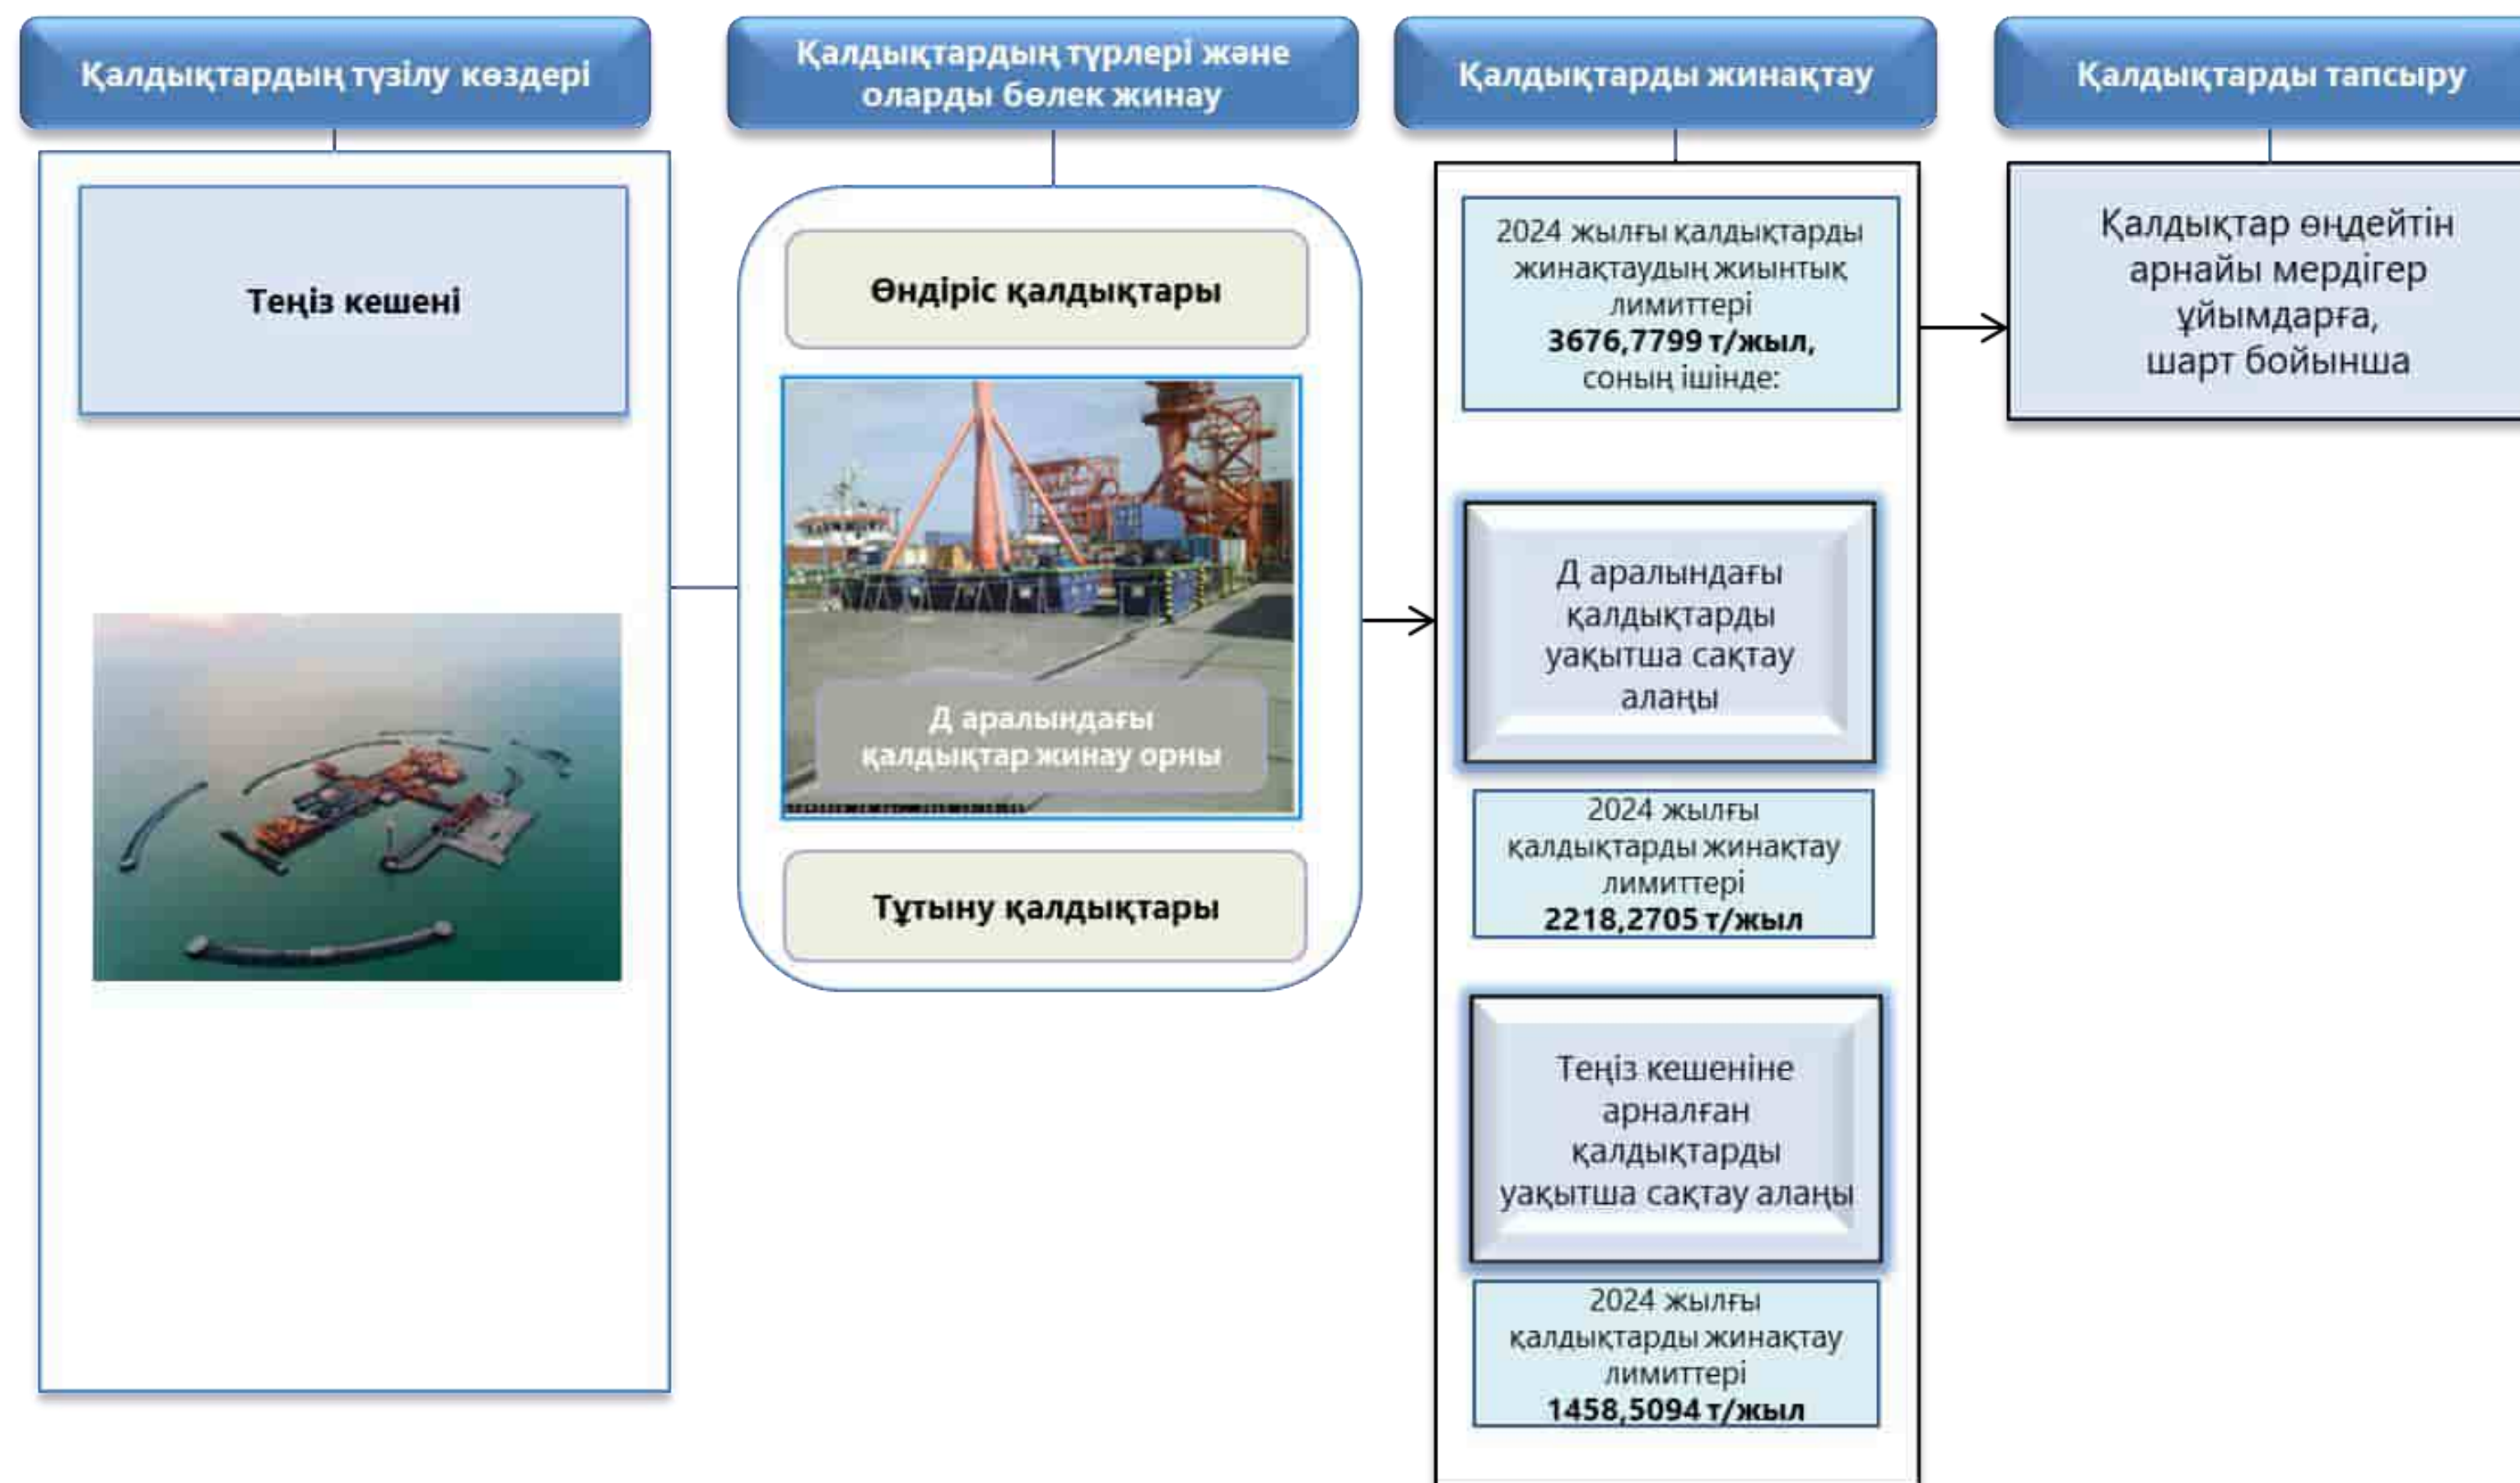 Қалдықтардың түзілу көздері
Теңіз кешені
Қалдықтардың түрлері және
оларды бөлек жинау
Өндіріс қалдықтары
Д аралындағы
қалдықтар жинау орны
Тұтыну қалдықтары
Қалдықтарды жинақтау
2024 жылғы қалдықтарды
жинақтаудың жиынтық
лимиттері
3676,7799 т/жыл,
соның ішінде:
Д аралындағы
қалдықтарды
уақытша сақтау
алаңы
2024 жылғы
қалдықтарды жинақтау
лимиттері
2218,2705 т/жыл
Теңіз кешеніне
арналған
қалдықтарды
уақытша сақтау алаңы
2024 жылғы
қалдықтарды жинақтау
лимиттері
1458,5094 т/жыл
Қалдықтарды тапсыру
Қалдықтар өңдейтін
арнайы мердігер
ұйымдарға,
шарт бойынша